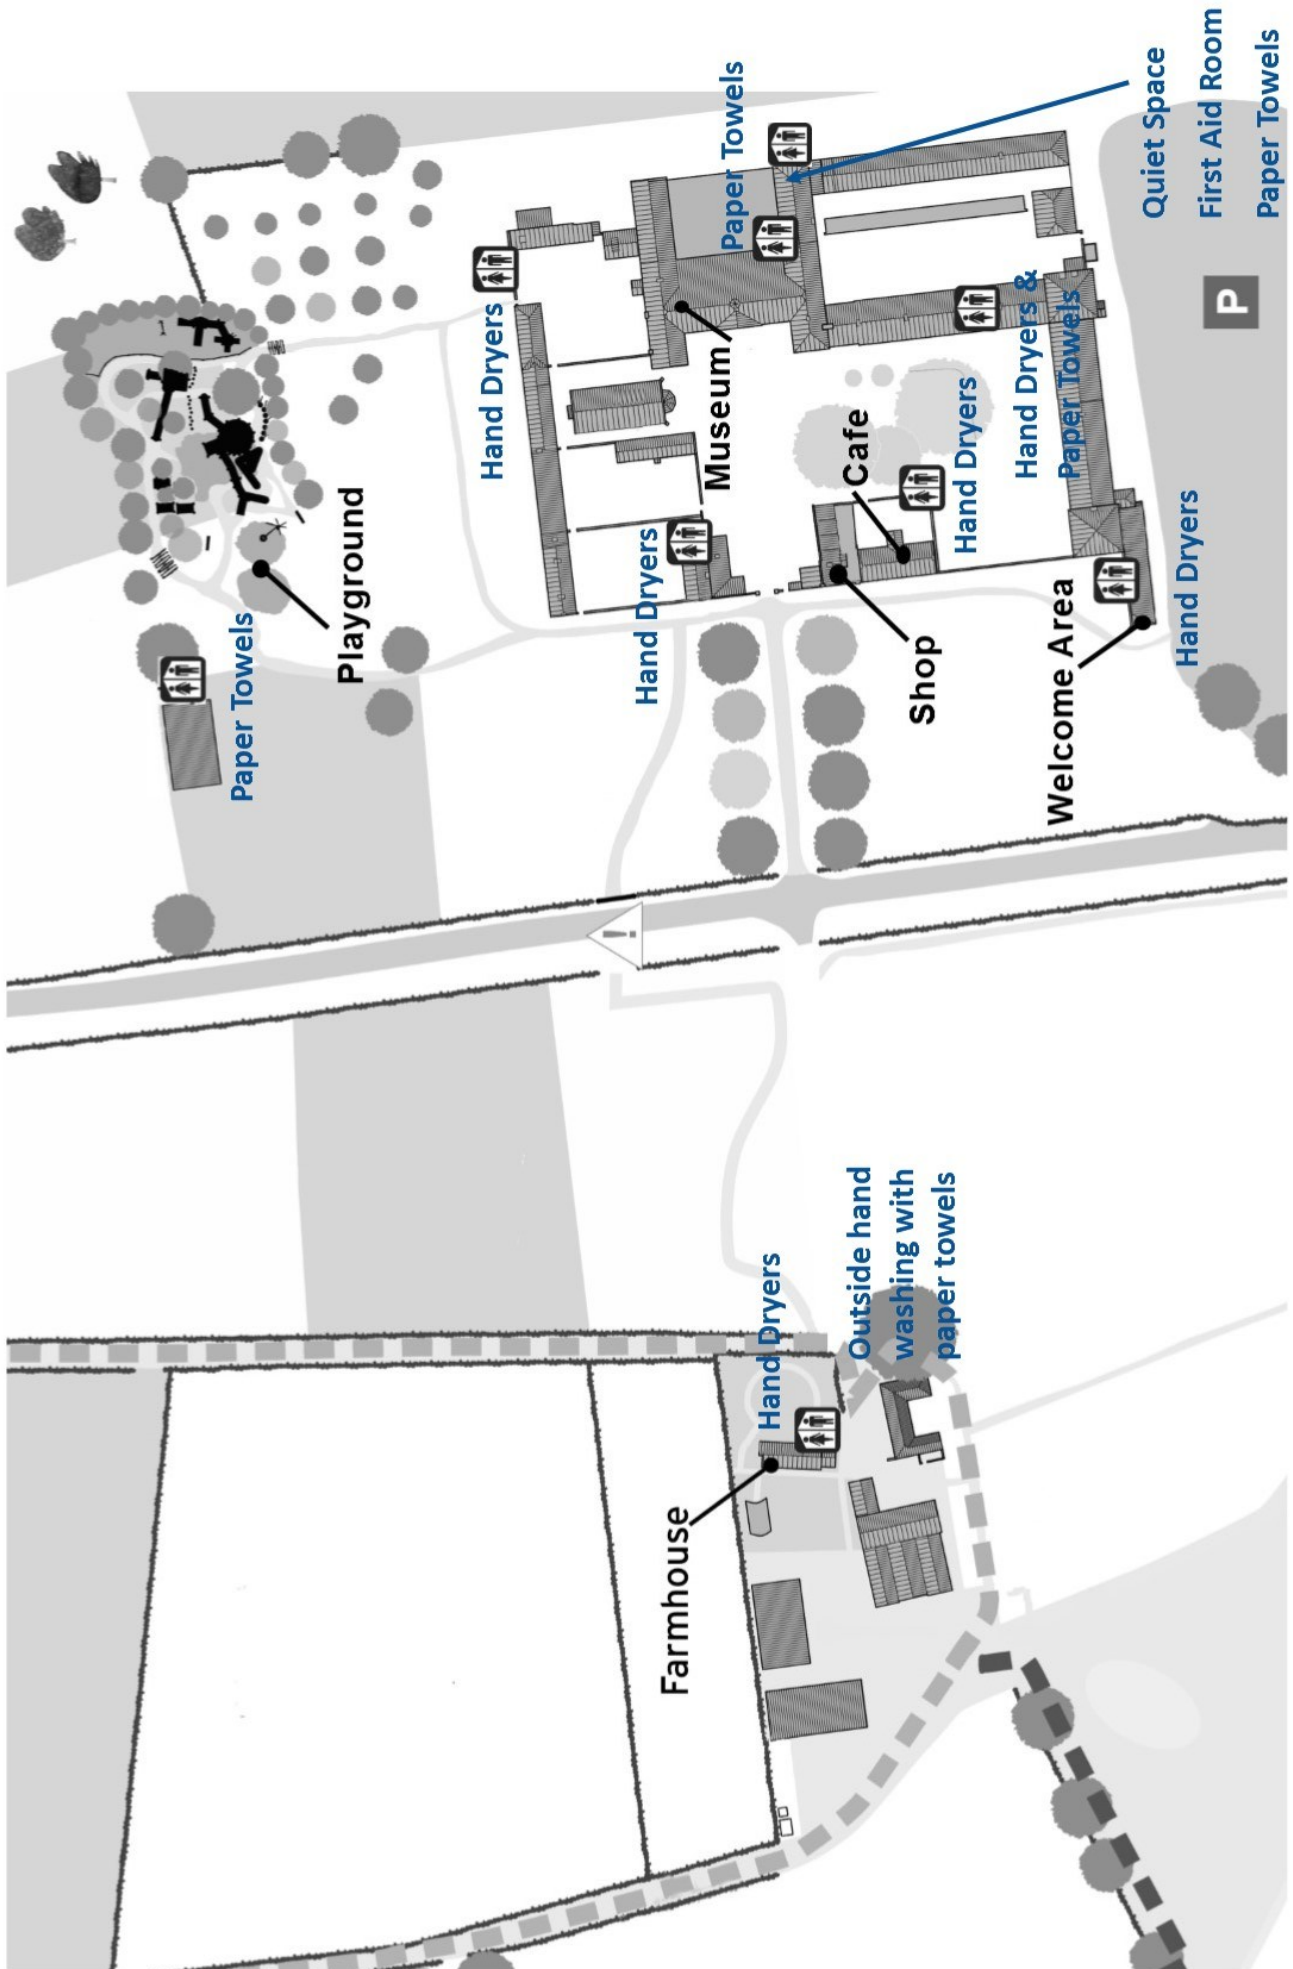 Farmhouse
Hand Dryers
Outside hand
washing with
paper towels
Paper Towels
Playground
Hand Dryers
Hand Dryers
Museum
Paper Towels
Cafe
Shop
Hand Dryers
Hand Dryers &
Paper Towels
Welcome Area
Hand Dryers
Quiet Space
First Aid Room
Paper Towels
P
!
1